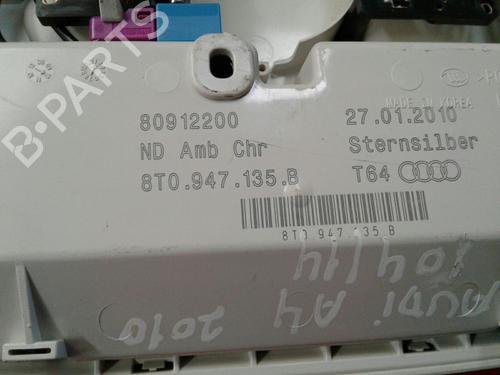 B-PARTS
MADE IN KOREA
80912200 27.01.2010
ND Amb Chr Sternsilber
8T0.947.135.B T64
8T0 947 135 B
104/14
AUDI A4 2010